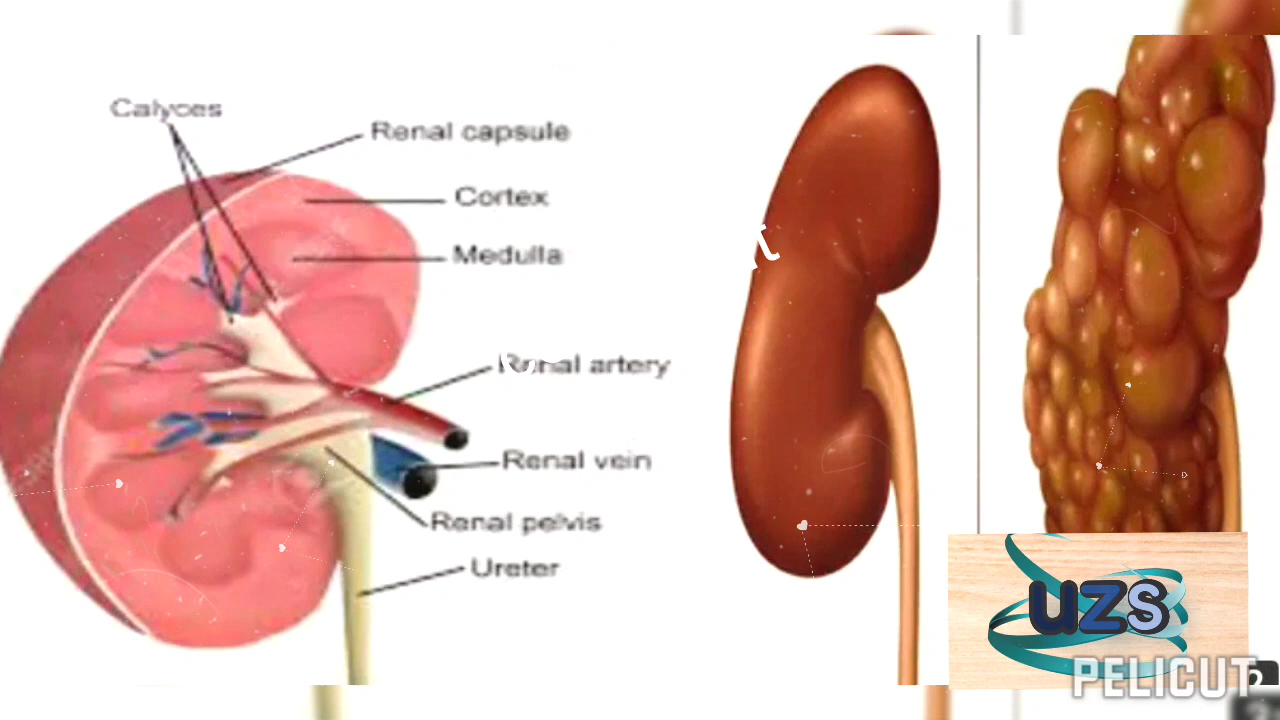 Calyces
Renal capsule
Cortex
Medulla
Renal artery
Renal vein
Renal pelvis
Ureter
uzs
PELICUT